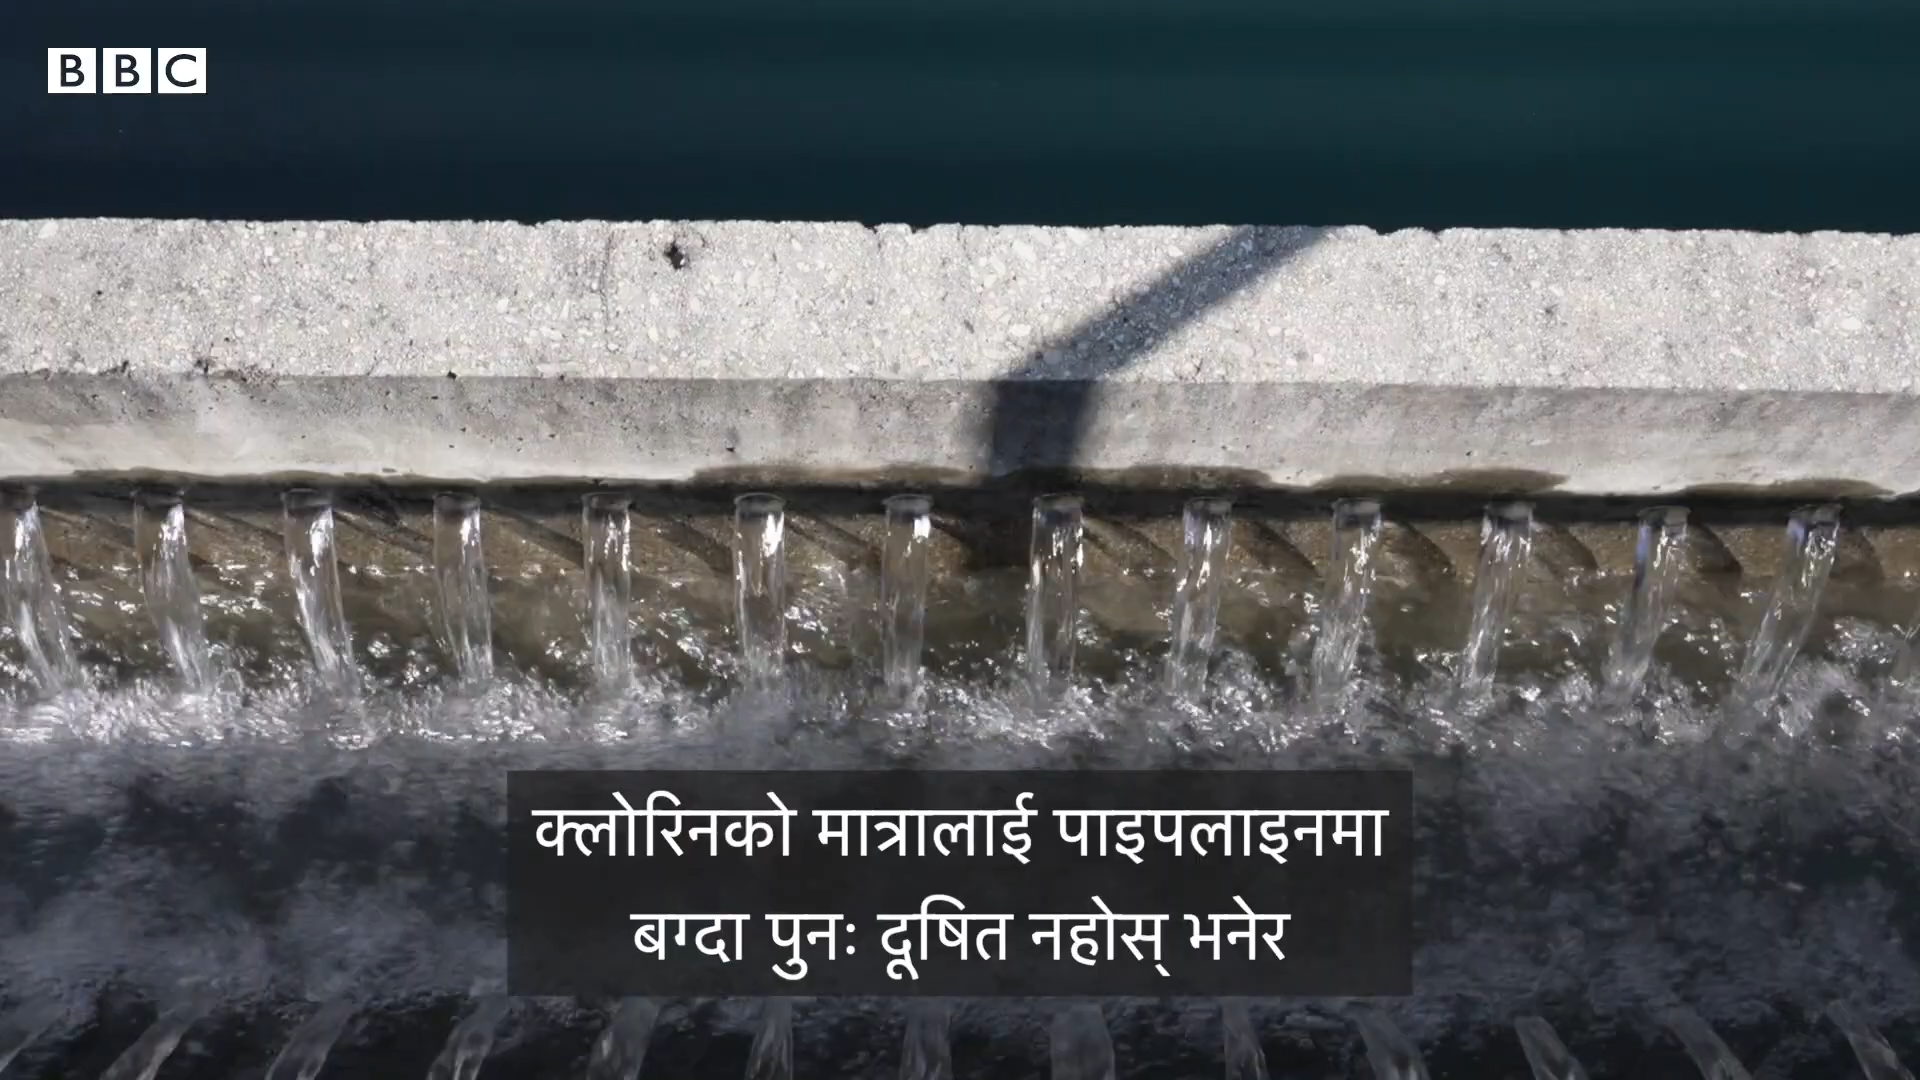 BBC
क्लोरिनको मात्रालाई पाइपलाइनमा
बग्दा पुनः दूषित नहोस् भनेर